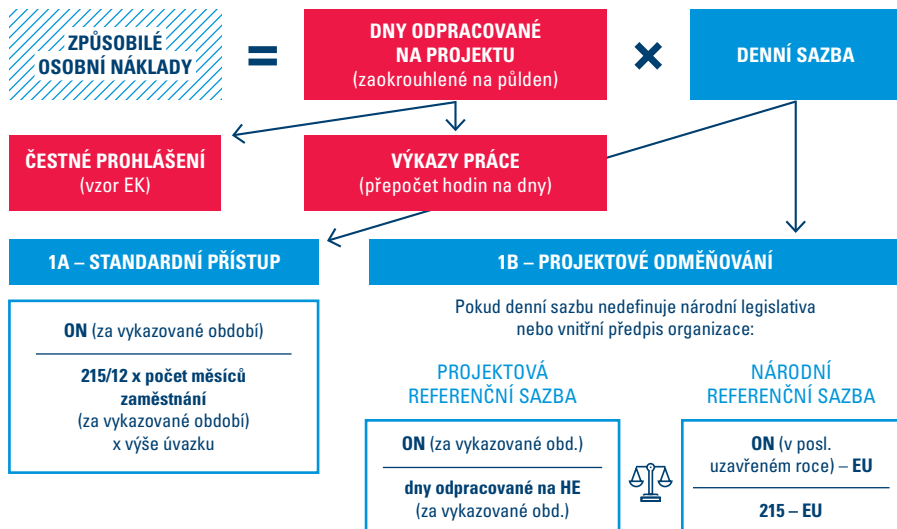 ZPŮSOBILÉ
OSOBNÍ NÁKLADY
=
DNY ODPRACOVANÉ
NA PROJEKTU
(zaokrouhlené na půlden)
×
DENNÍ SAZBA
ČESTNÉ PROHLÁŠENÍ
(vzor EK)
VÝKAZY PRÁCE
(přepočet hodin na dny)
1A – STANDARDNÍ PŘÍSTUP
ON (za vykazované období)
215/12 x počet měsíců
zaměstnání
(za vykazované období)
x výše úvazku
1B – PROJEKTOVÉ ODMĚŇOVÁNÍ
Pokud denní sazbu nedefinuje národní legislativa
nebo vnitřní předpis organizace:
PROJEKTOVÁ
REFERENČNÍ SAZBA
ON (za vykazované obd.)
dny odpracované na HE
(za vykazované obd.)
NÁRODNÍ
REFERENČNÍ SAZBA
ON (v posl.
uzavřeném roce) – EU
215 – EU